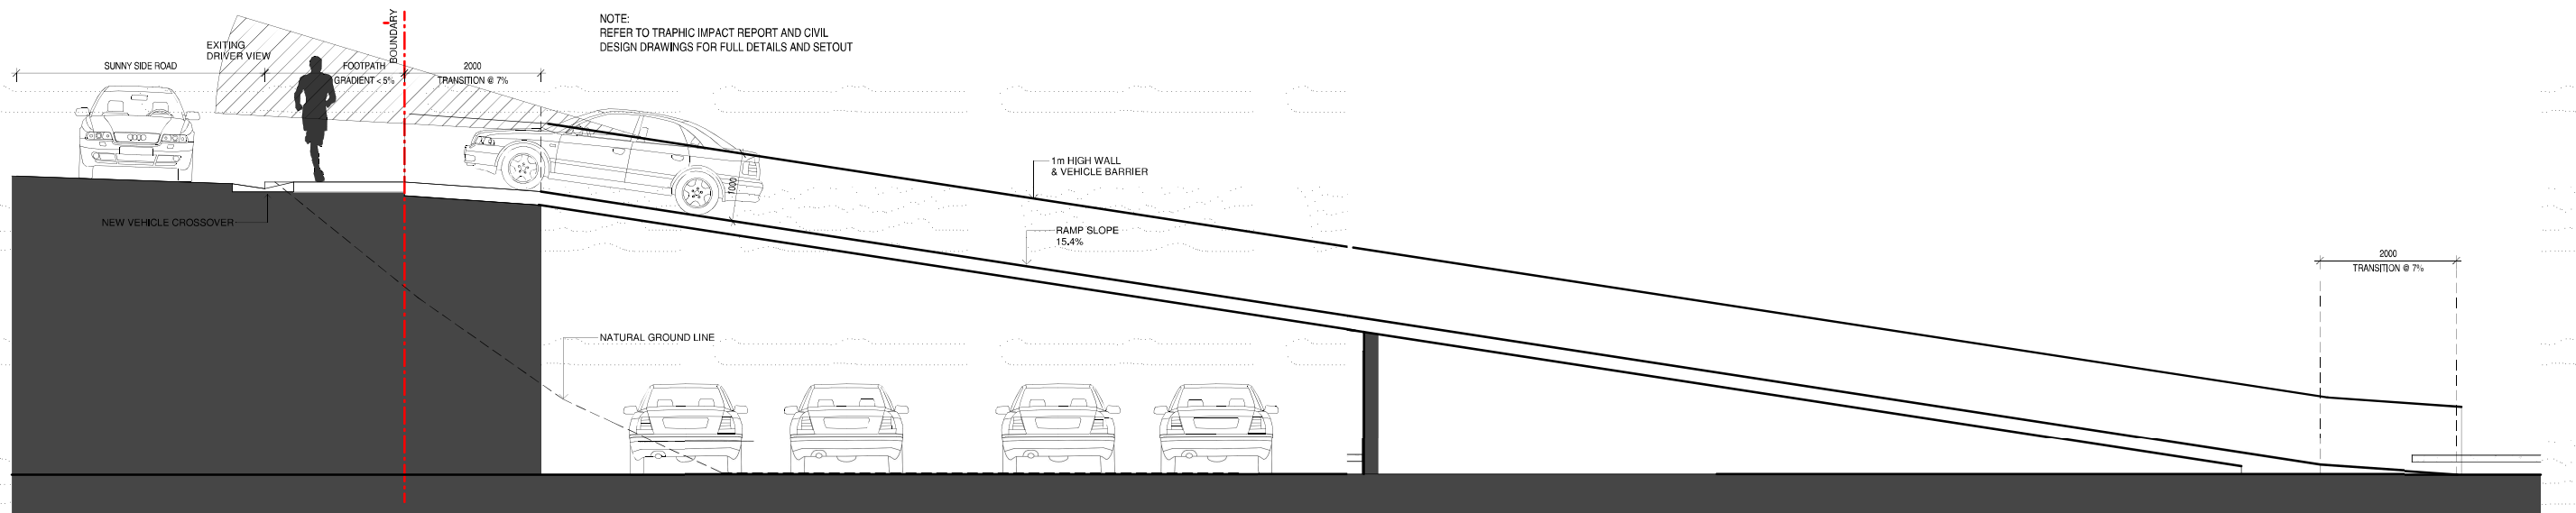 NOTE:
REFER TO TRAPHIC IMPACT REPORT AND CIVIL
DESIGN DRAWINGS FOR FULL DETAILS AND SETOUT
BOUNDARY
EXITING
DRIVER VIEW
SUNNY SIDE ROAD
FOOTPATH
GRADIENT < 5%
2000
TRANSITION @ 7%
1m HIGH WALL
& VEHICLE BARRIER
1000
NEW VEHICLE CROSSOVER
RAMP SLOPE
15.4%
2000
TRANSITION @ 7%
NATURAL GROUND LINE